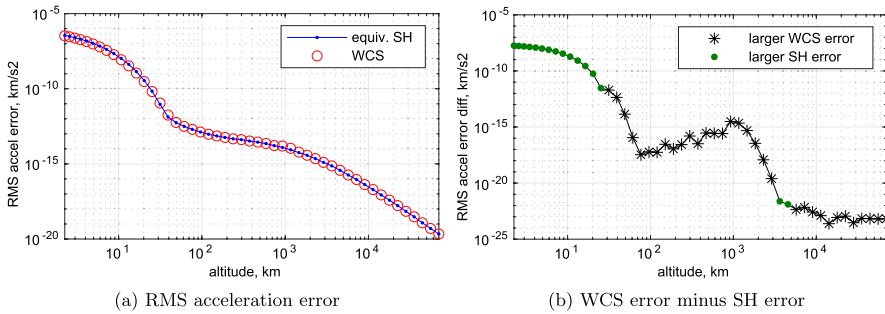 10^-5
10^-10
10^-15
10^-20
RMS accel error, km/s2
equiv. SH
WCS
10^1
10^2
10^3
10^4
altitude, km
(a) RMS acceleration error
10^-5
10^-10
10^-15
10^-20
10^-25
RMS accel error diff, km/s2
larger WCS error
larger SH error
10^1
10^2
10^3
10^4
altitude, km
(b) WCS error minus SH error